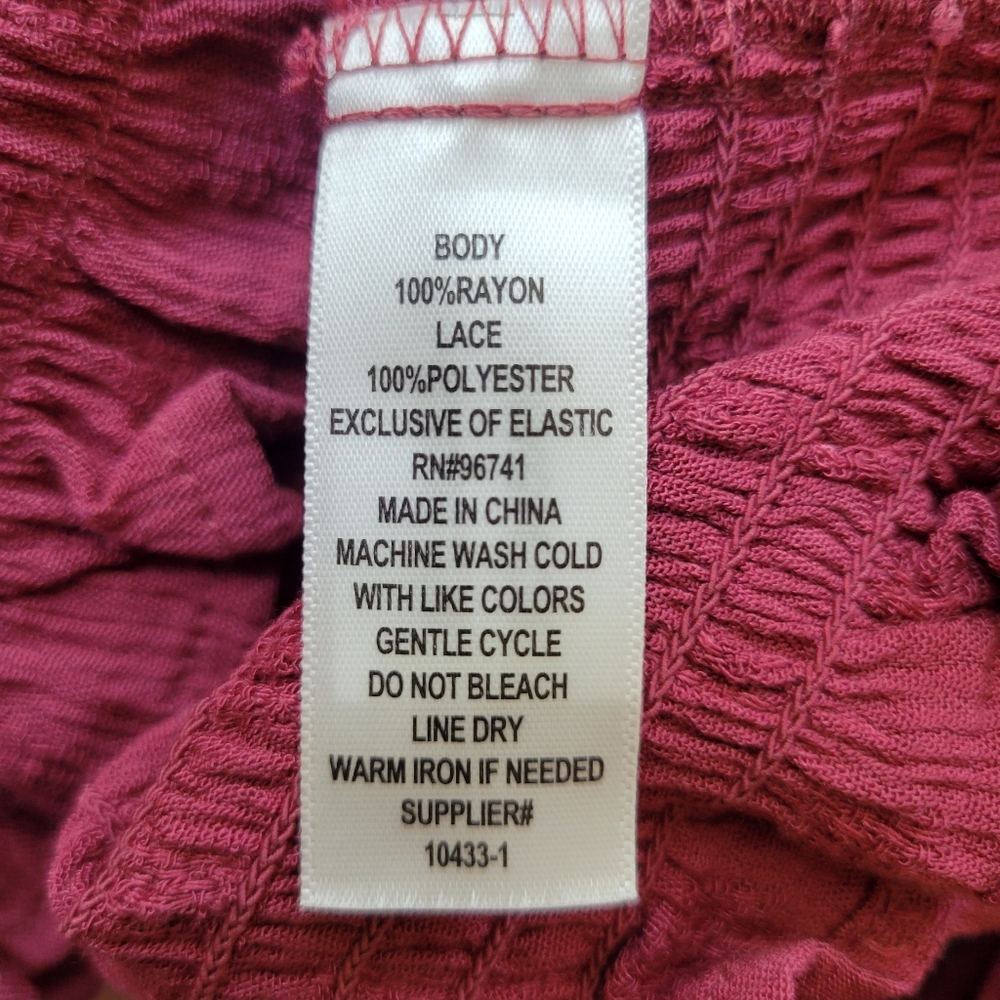 BODY
100%RAYON
LACE
100%POLYESTER
EXCLUSIVE OF ELASTIC
RN#96741
MADE IN CHINA
MACHINE WASH COLD
WITH LIKE COLORS
GENTLE CYCLE
DO NOT BLEACH
LINE DRY
WARM IRON IF NEEDED
SUPPLIER#
10433-1